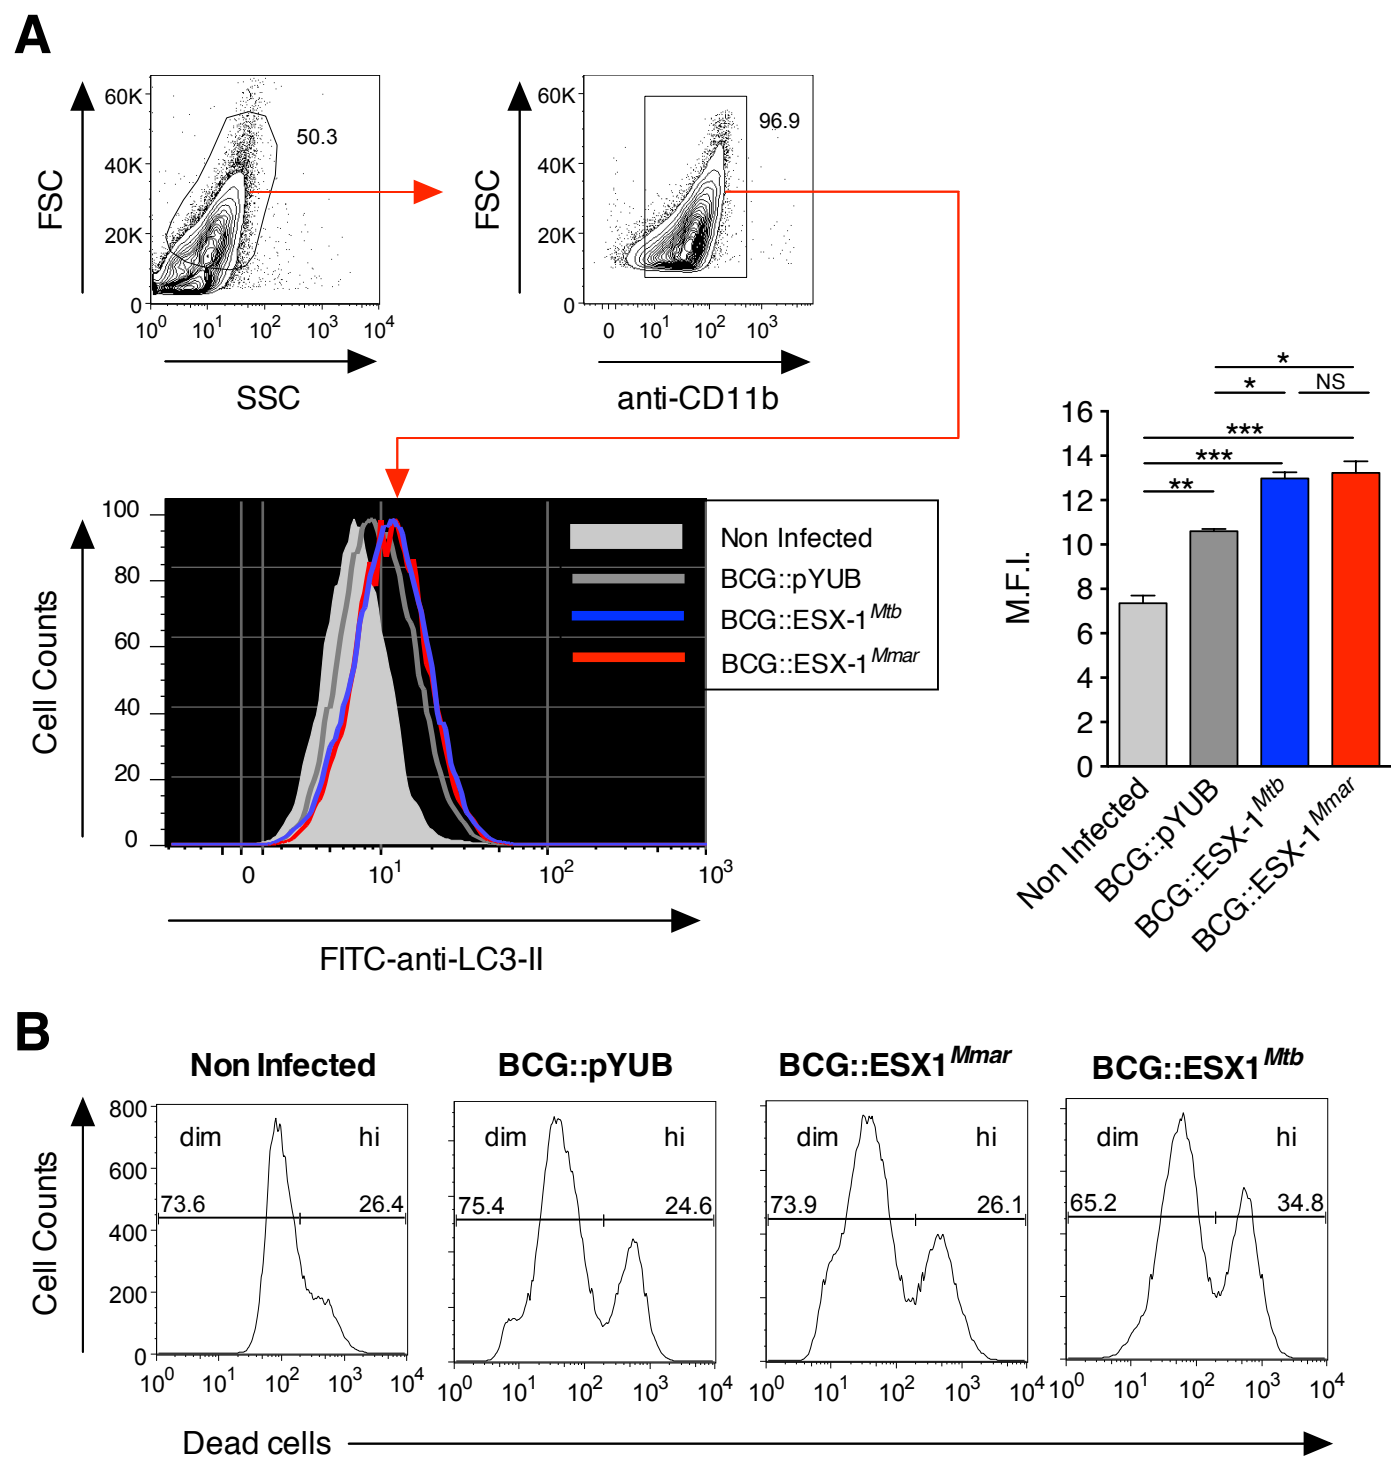 A
60K
40K
20K
0
FSC
50.3
10^0 10^1 10^2 10^3 10^4
SSC
60K
40K
20K
0
FSC
96.9
0 10^1 10^2 10^3
anti-CD11b
100
80
60
40
20
0
Cell Counts
Non Infected
BCG::pYUB
BCG::ESX-1^Mtb
BCG::ESX-1^Mmar
0 10^1 10^2 10^3
FITC-anti-LC3-II
*
* NS
***
***
**
16
14
12
10
8
6
4
2
0
M.F.I.
Non Infected
BCG::pYUB
BCG::ESX-1^Mtb
BCG::ESX-1^Mmar
B
Non Infected
BCG::pYUB
BCG::ESX1^Mmar
BCG::ESX1^Mtb
800
600
400
200
0
Cell Counts
dim hi
73.6 26.4
10^0 10^1 10^2 10^3 10^4
dim hi
75.4 24.6
10^0 10^1 10^2 10^3 10^4
dim hi
73.9 26.1
10^0 10^1 10^2 10^3 10^4
dim hi
65.2 34.8
10^0 10^1 10^2 10^3 10^4
Dead cells